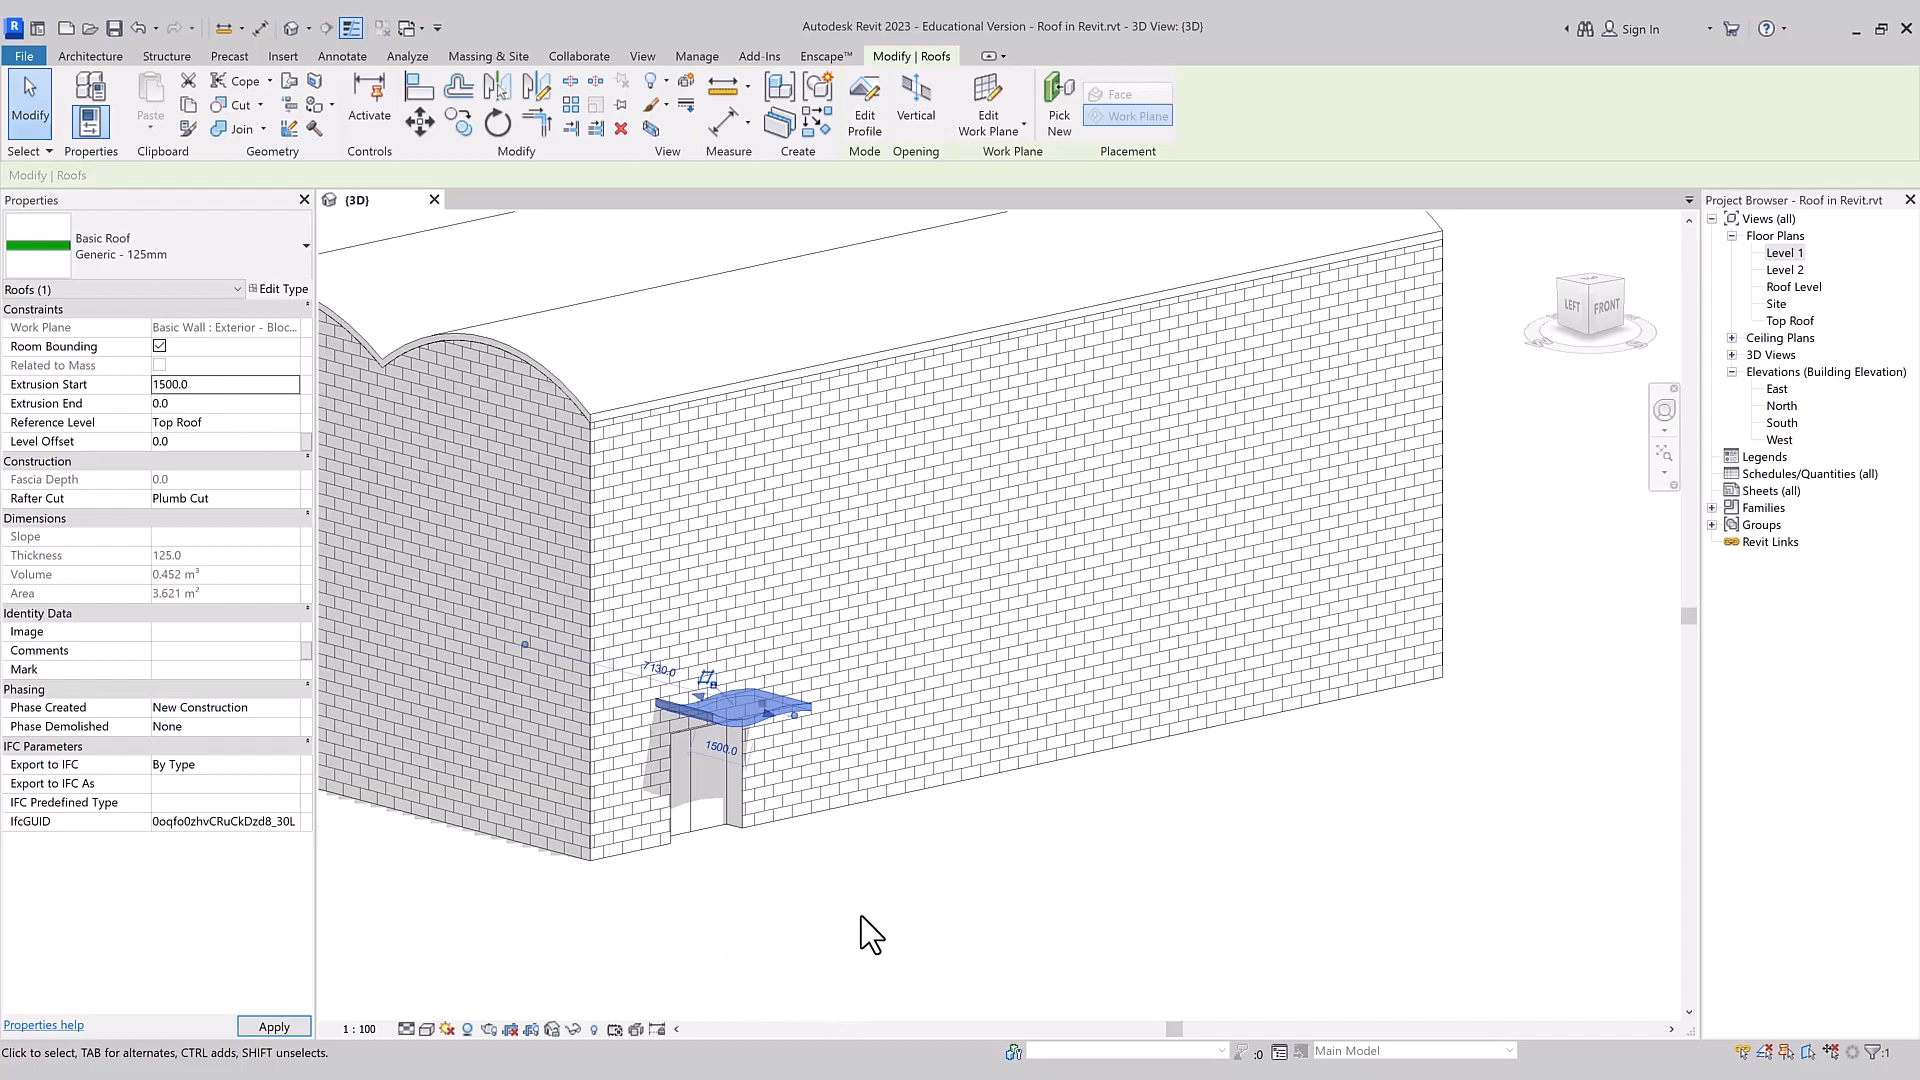 Autodesk Revit 2023 - Educational Version - Roof in Revit.rvt - 3D View: {3D}
Sign In
File Architecture Structure Precast Insert Annotate Analyze Massing & Site Collaborate View Manage Add-Ins Enscape™ Modify | Roofs
Modify
Paste
Cope
Cut
Join
Activate
Edit Profile
Vertical
Edit Work Plane
Pick New
Face
Work Plane
Select Properties Clipboard Geometry Controls Modify View Measure Create Mode Opening Work Plane Placement
Modify | Roofs
Properties
Basic Roof
Generic - 125mm
Roofs (1) Edit Type
Constraints
Work Plane Basic Wall : Exterior - Bloc...
Room Bounding
Related to Mass
Extrusion Start 1500.0
Extrusion End 0.0
Reference Level Top Roof
Level Offset 0.0
Construction
Fascia Depth 0.0
Rafter Cut Plumb Cut
Dimensions
Slope
Thickness 125.0
Volume 0.452 m³
Area 3.621 m²
Identity Data
Image
Comments
Mark
Phasing
Phase Created New Construction
Phase Demolished None
IFC Parameters
Export to IFC By Type
Export to IFC As
IFC Predefined Type
IfcGUID 0oqfo0zhvCRuCkDzd8_30L
Properties help Apply
{3D}
7130.0
1500.0
LEFT
FRONT
1 : 100
Project Browser - Roof in Revit.rvt
Views (all)
Floor Plans
Level 1
Level 2
Roof Level
Site
Top Roof
Ceiling Plans
3D Views
Elevations (Building Elevation)
East
North
South
West
Legends
Schedules/Quantities (all)
Sheets (all)
Families
Groups
Revit Links
Click to select, TAB for alternates, CTRL adds, SHIFT unselects.
:0
Main Model
:1